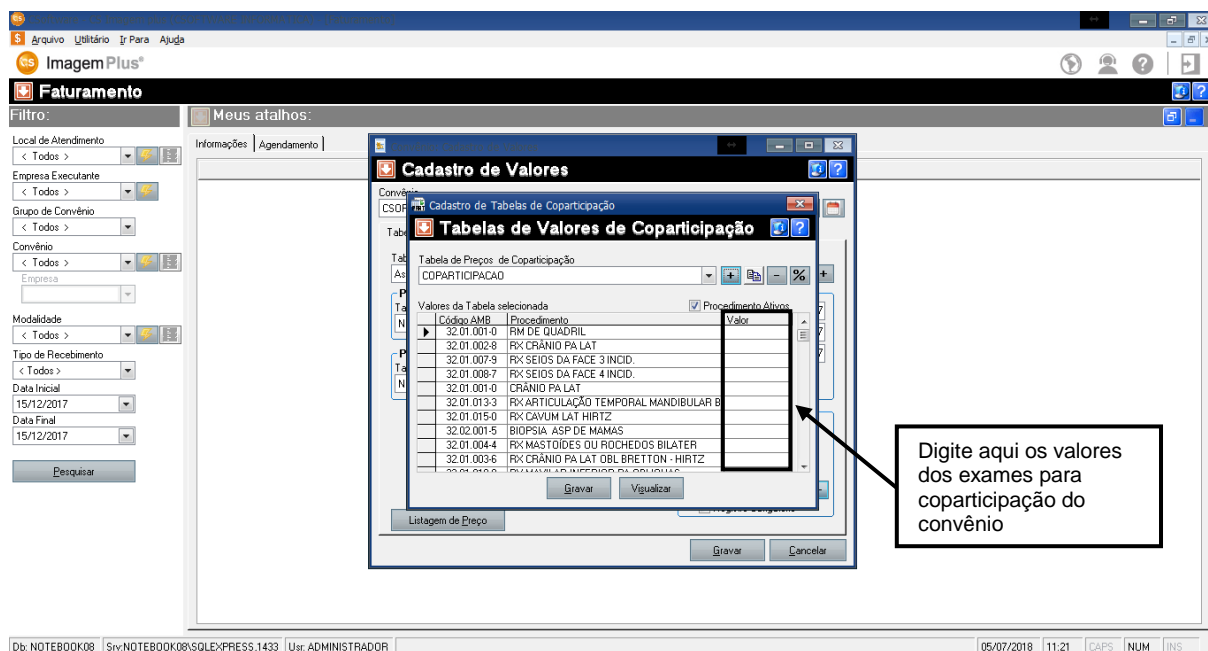 Arquivo Utilitário Ir Para Ajuda
ImagemPlus®
Faturamento
Filtro:
Meus atalhos:
Local de Atendimento
< Todos >
Empresa Executante
< Todos >
Grupo de Convênio
< Todos >
Convênio
< Todos >
Empresa
Modalidade
< Todos >
Tipo de Recebimento
< Todos >
Data Inicial
15/12/2017
Data Final
15/12/2017
Pesquisar
Informações Agendamento
Cadastro de Valores
Convênio
Cadastro de Tabelas de Coparticipação
Tabelas de Valores de Coparticipação
Tabela de Preços de Coparticipação
COPARTICIPACAO
Valores da Tabela selecionada Procedimento Ativos
Código AMB Procedimento Valor
32.01.001-0 RM DE QUADRIL
32.01.002-8 RX CRÂNIO PA LAT
32.01.007-9 RX SEIOS DA FACE 3 INCID.
32.01.008-7 RX SEIOS DA FACE 4 INCID.
32.01.001-0 CRÂNIO PA LAT
32.01.013-3 RX ARTICULAÇÃO TEMPORAL MANDIBULAR B
32.01.015-0 RX CAVUM LAT HIRTZ
32.02.001-5 BIOPSIA ASP DE MAMAS
32.01.004-4 RX MASTOÍDES OU ROCHEDOS BILATER
32.01.003-6 RX CRÂNIO PA LAT OBL BRETTON - HIRTZ
Gravar Visualizar
Listagem de Preço
Gravar Cancelar
Digite aqui os valores
dos exames para
coparticipação do
convênio
Db: NOTEBOOK08 Srv:NOTEBOOK08\SQLEXPRESS,1433 Usr: ADMINISTRADOR 05/07/2018 11:21 CAPS NUM INS